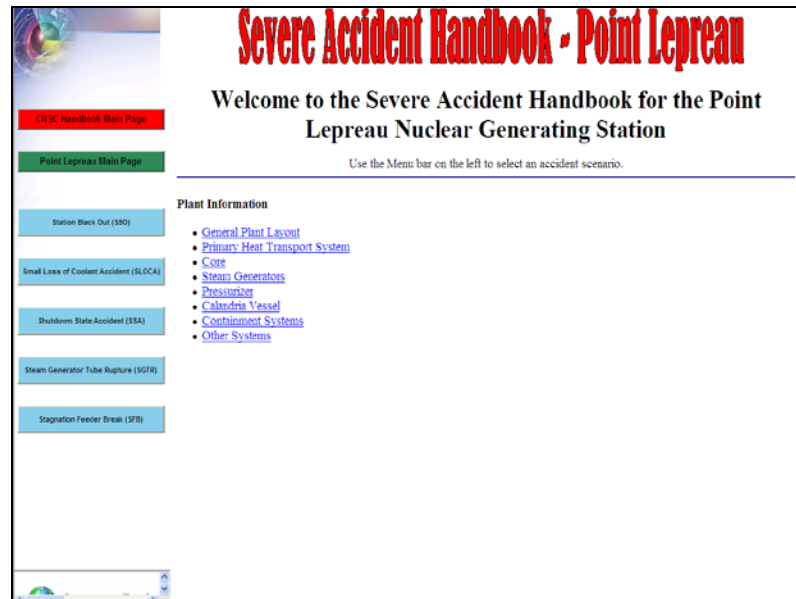 Severe Accident Handbook - Point Lepreau
Welcome to the Severe Accident Handbook for the Point
Lepreau Nuclear Generating Station
Use the Menu bar on the left to select an accident scenario.
CNSC Handbook Main Page
Point Lepreau Main Page
Station Black Out (SBO)
Small Loss of Coolant Accident (SLOCA)
Shutdown State Accident (SSA)
Steam Generator Tube Rupture (SGTR)
Stagnation Feeder Break (SFB)
Plant Information
General Plant Layout
Primary Heat Transport System
Core
Steam Generators
Pressurizer
Calandria Vessel
Containment Systems
Other Systems